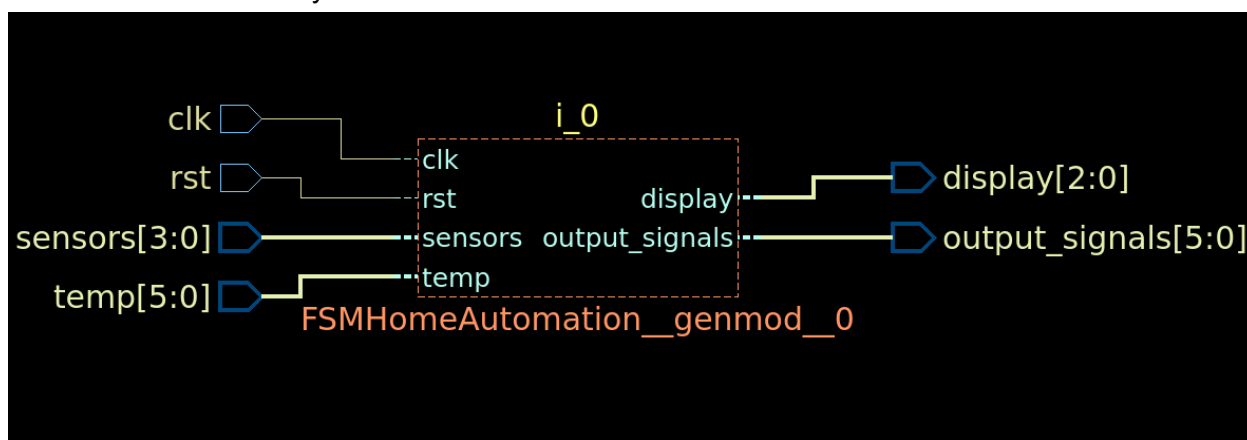 i_0
clk
clk
rst
rst
display
display[2:0]
sensors[3:0]
sensors
output_signals
output_signals[5:0]
temp[5:0]
temp
FSMHomeAutomation__genmod__0